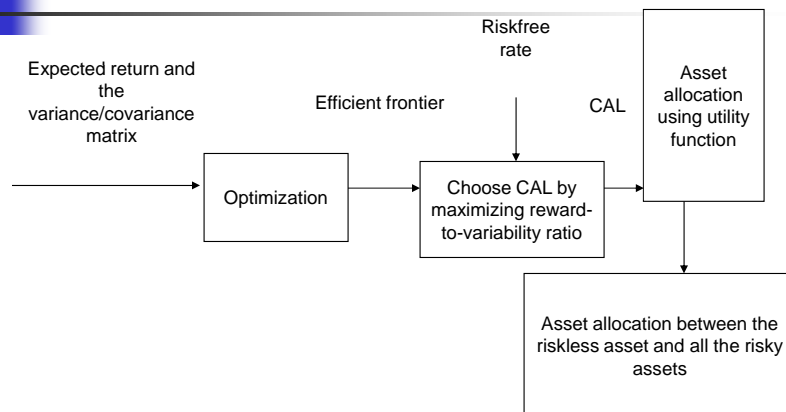 Riskfree
rate
Expected return and
the
variance/covariance
matrix
Efficient frontier
CAL
Asset
allocation
using utility
function
Optimization
Choose CAL by
maximizing reward-
to-variability ratio
Asset allocation between the
riskless asset and all the risky
assets